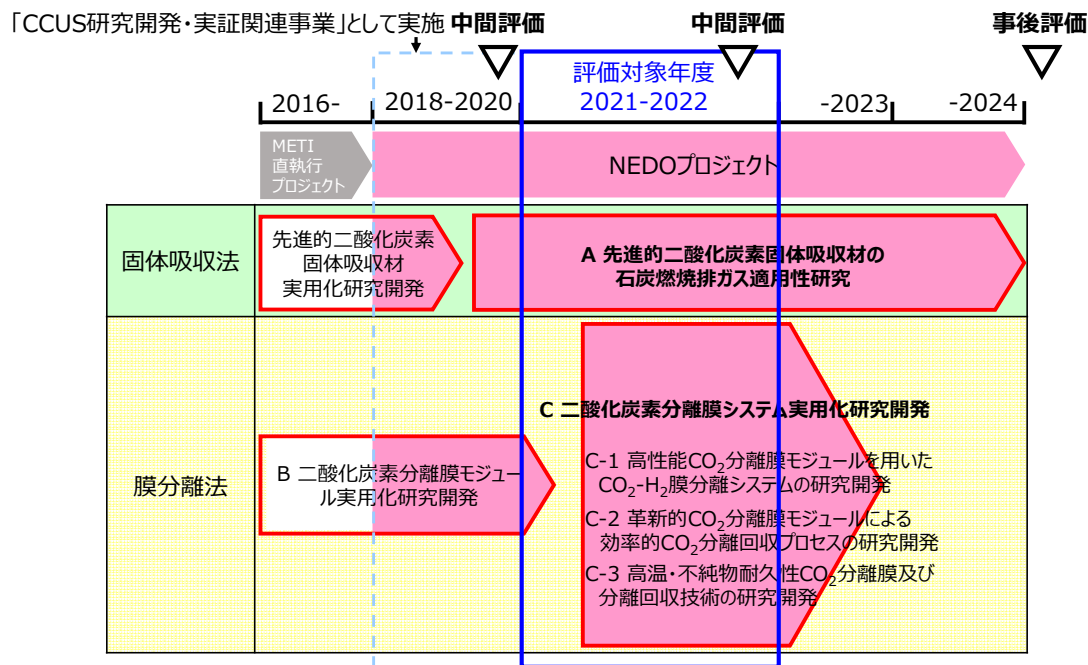 「CCUS研究開発・実証関連事業」として実施
中間評価
中間評価
事後評価
評価対象年度
2021-2022
2016-
2018-2020
-2023
-2024
METI
直執行
プロジェクト
NEDOプロジェクト
固体吸収法
先進的二酸化炭素
固体吸収材
実用化研究開発
A 先進的二酸化炭素固体吸収材の
石炭燃焼排ガス適用性研究
膜分離法
B 二酸化炭素分離膜モジュー
ル実用化研究開発
C 二酸化炭素分離膜システム実用化研究開発
C-1 高性能CO₂分離膜モジュールを用いた
CO₂-H₂膜分離システムの研究開発
C-2 革新的CO₂分離膜モジュールによる
効率的CO₂分離回収プロセスの研究開発
C-3 高温・不純物耐久性CO₂分離膜及び
分離回収技術の研究開発